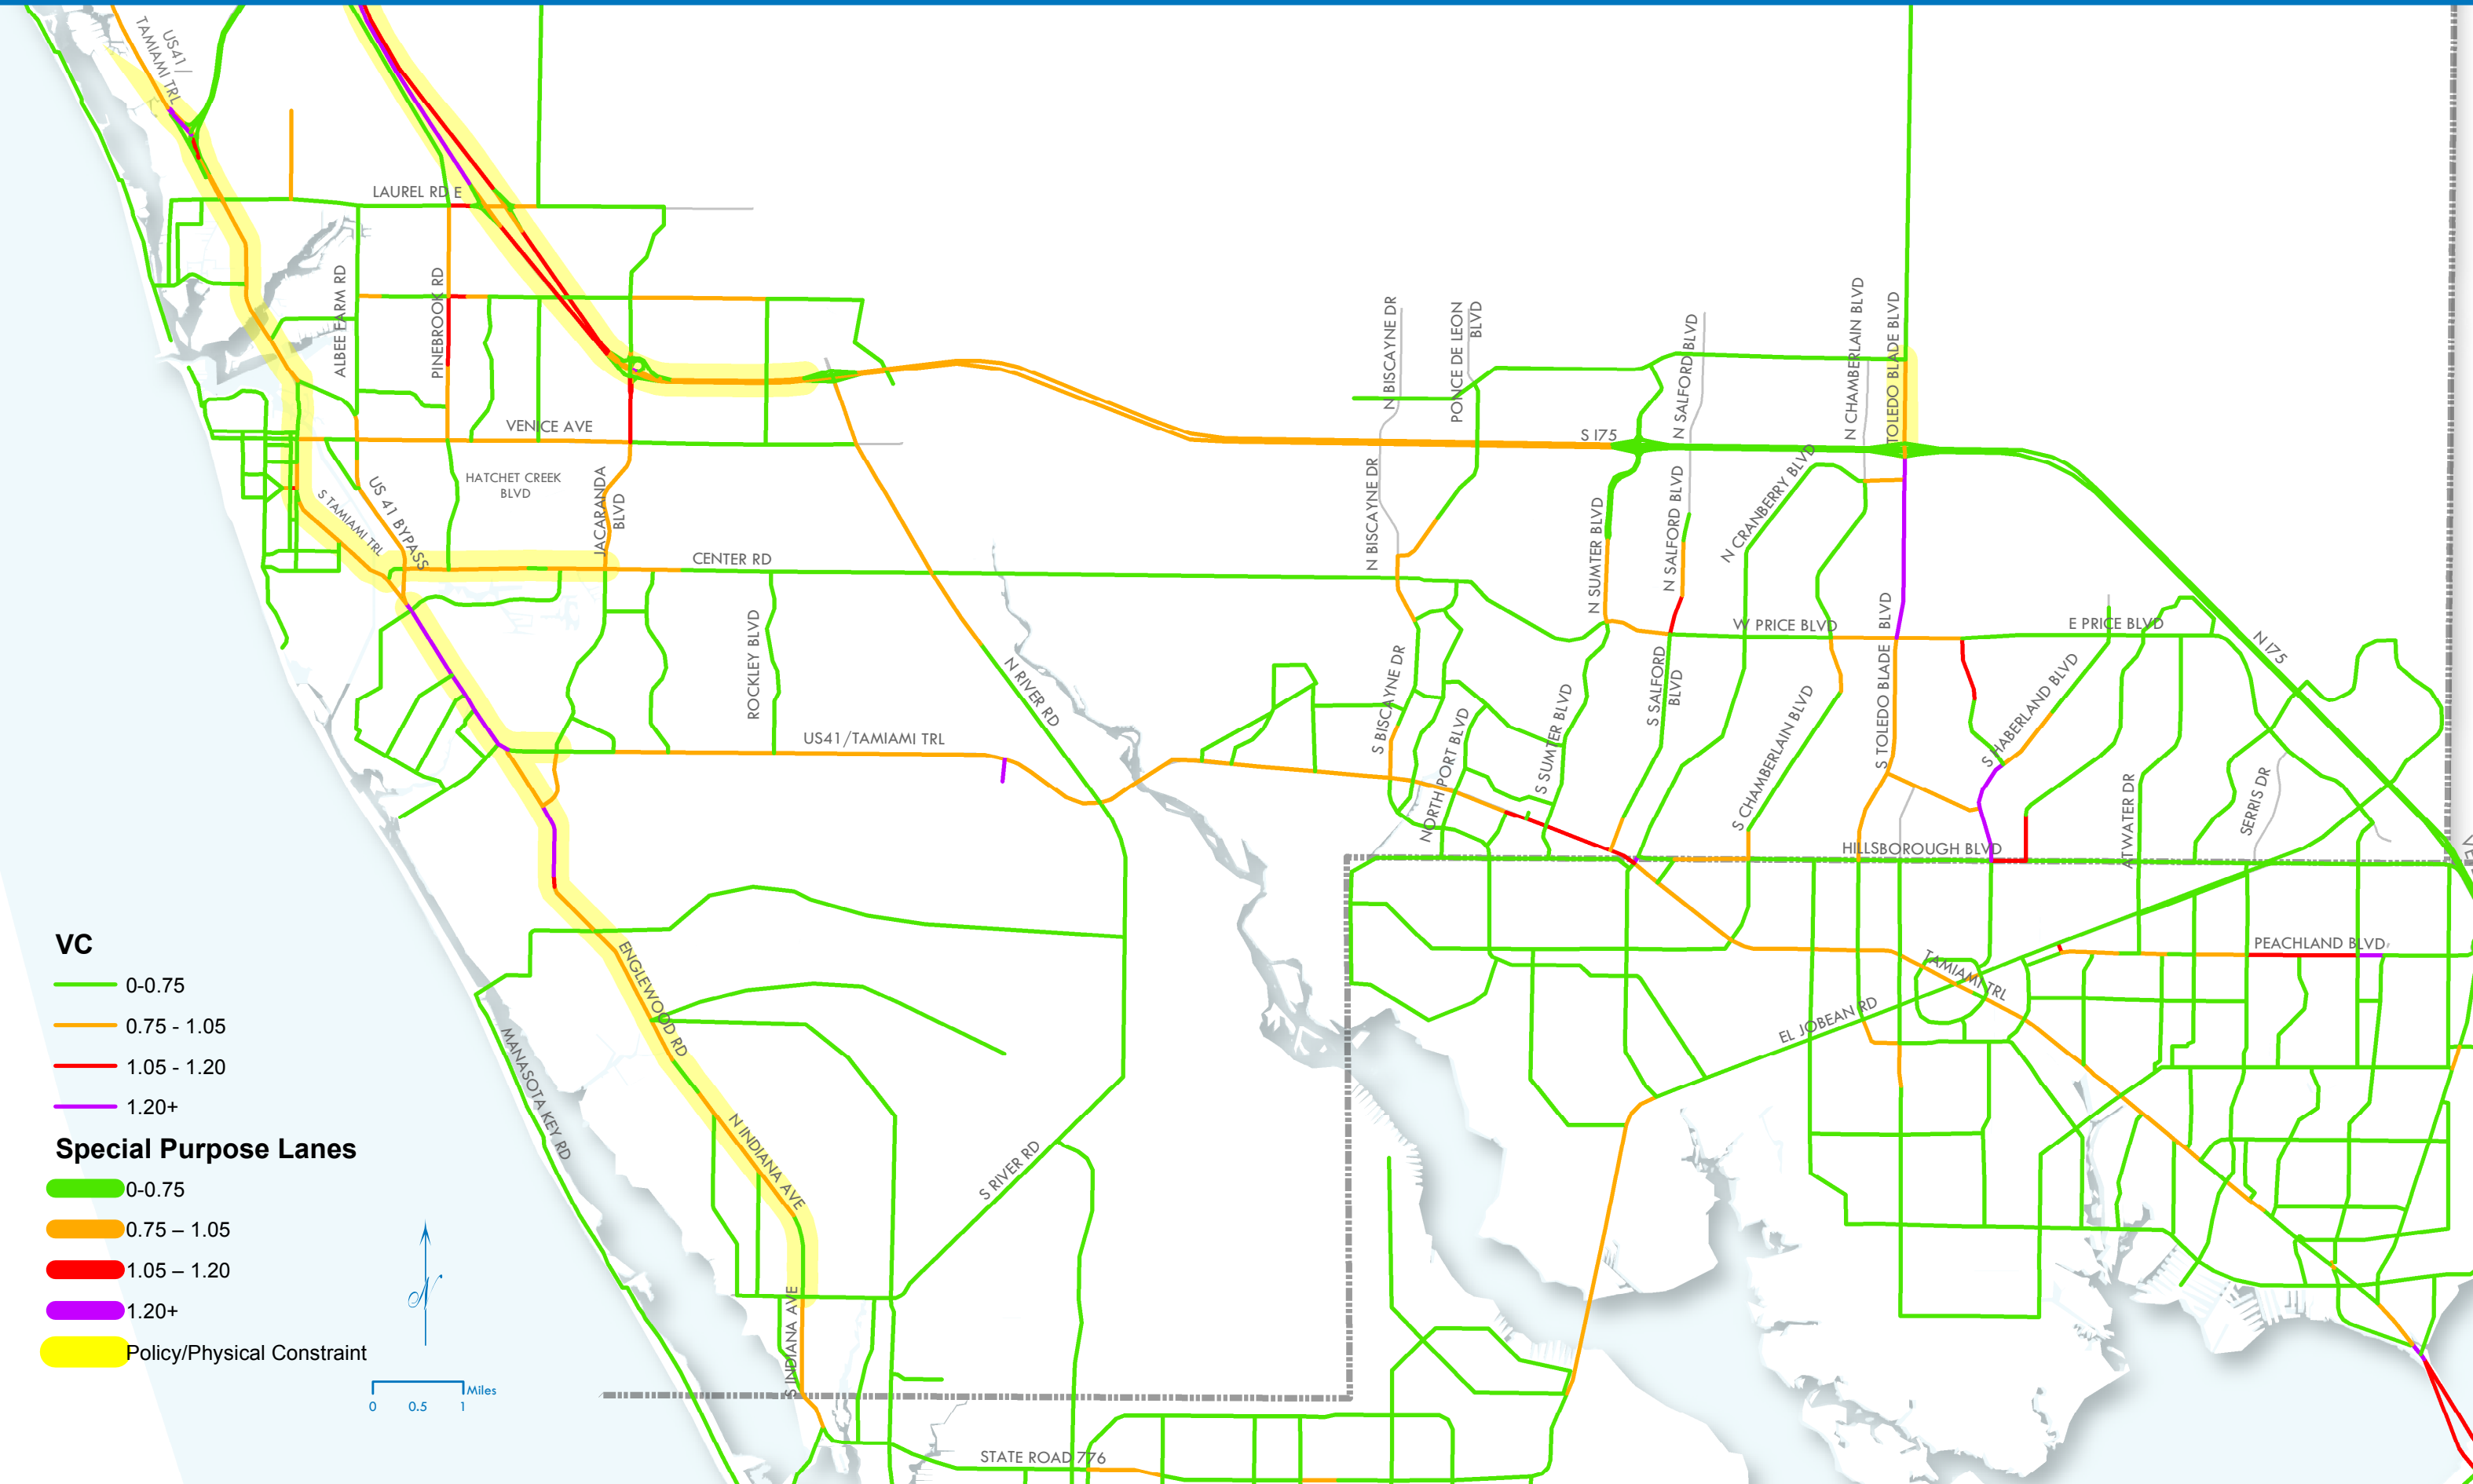 US41/
TAMIAMI TRL
LAUREL RD E
ALBEE FARM RD
PINEBROOK RD
VENICE AVE
HATCHET CREEK
BLVD
JACARANDA
BLVD
US 41 BYPASS
S TAMIAMI TRL
CENTER RD
ROCKLEY BLVD
N RIVER RD
US41/TAMIAMI TRL
N BISCAYNE DR
PONCE DE LEON
BLVD
N SALFORD BLVD
N CHAMBERLAIN BLVD
TOLEDO BLADE BLVD
S I75
N BISCAYNE DR
N SUMTER BLVD
N SALFORD BLVD
N CRANBERRY BLVD
W PRICE BLVD
E PRICE BLVD
N I75
S BISCAYNE DR
NORTH PORT BLVD
S SUMTER BLVD
S SALFORD
BLVD
S CHAMBERLAIN BLVD
S TOLEDO BLADE BLVD
S HABERLAND BLVD
ATWATER DR
SERRIS DR
HILLSBOROUGH BLVD
PEACHLAND BLVD
TAMIAMI TRL
EL JOBEAN RD
ENGLEWOOD RD
MANASOTA KEY RD
N INDIANA AVE
S RIVER RD
S INDIANA AVE
STATE ROAD 776
VC
0-0.75
0.75 - 1.05
1.05 - 1.20
1.20+
Special Purpose Lanes
0-0.75
0.75 – 1.05
1.05 – 1.20
1.20+
Policy/Physical Constraint
N
Miles
0 0.5 1